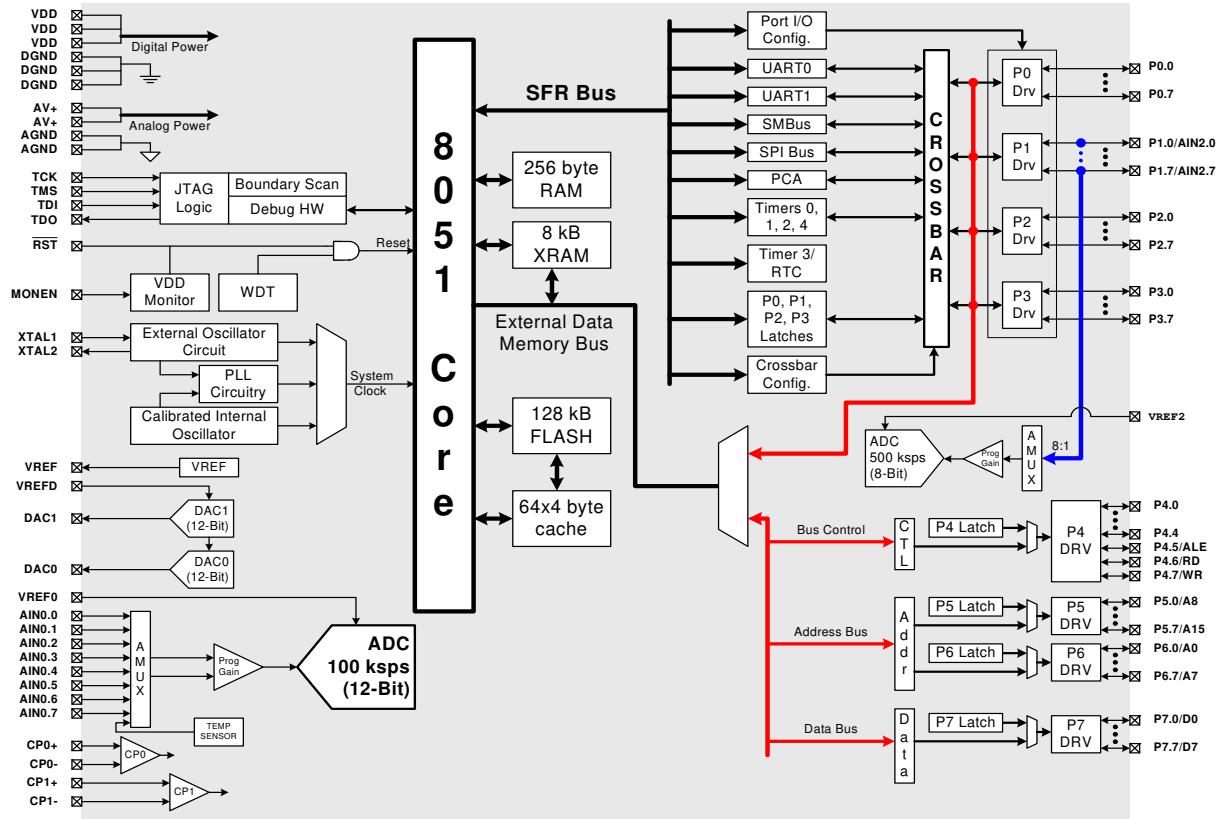 VDD
VDD
VDD
DGND
DGND
DGND
Digital Power
AV+
AV+
AGND
AGND
Analog Power
TCK
TMS
TDI
TDO
JTAG
Logic
Boundary Scan
Debug HW
RST
Reset
MONEN
VDD
Monitor
WDT
XTAL1
XTAL2
External Oscillator
Circuit
PLL
Circuitry
Calibrated Internal
Oscillator
System
Clock
VREF
VREF
VREFD
DAC1
DAC1
(12-Bit)
DAC0
DAC0
(12-Bit)
VREF0
AIN0.0
AIN0.1
AIN0.2
AIN0.3
AIN0.4
AIN0.5
AIN0.6
AIN0.7
AMUX
Prog
Gain
ADC
100 ksps
(12-Bit)
TEMP
SENSOR
CP0+
CP0-
CP0
CP1+
CP1-
CP1
8051 Core
SFR Bus
256 byte
RAM
8 kB
XRAM
External Data
Memory Bus
128 kB
FLASH
64x4 byte
cache
Port I/O
Config.
UART0
UART1
SMBus
SPI Bus
PCA
Timers 0,
1, 2, 4
Timer 3/
RTC
P0, P1,
P2, P3
Latches
Crossbar
Config.
CROSSBAR
P0
Drv
P1
Drv
P2
Drv
P3
Drv
P0.0
P0.7
P1.0/AIN2.0
P1.7/AIN2.7
P2.0
P2.7
P3.0
P3.7
VREF2
ADC
500 ksps
(8-Bit)
Prog
Gain
AMUX
8:1
Bus Control
CTL
P4 Latch
P4
DRV
P4.0
P4.4
P4.5/ALE
P4.6/RD
P4.7/WR
Address Bus
Addr
P5 Latch
P5
DRV
P5.0/A8
P5.7/A15
P6 Latch
P6
DRV
P6.0/A0
P6.7/A7
Data Bus
Data
P7 Latch
P7
DRV
P7.0/D0
P7.7/D7